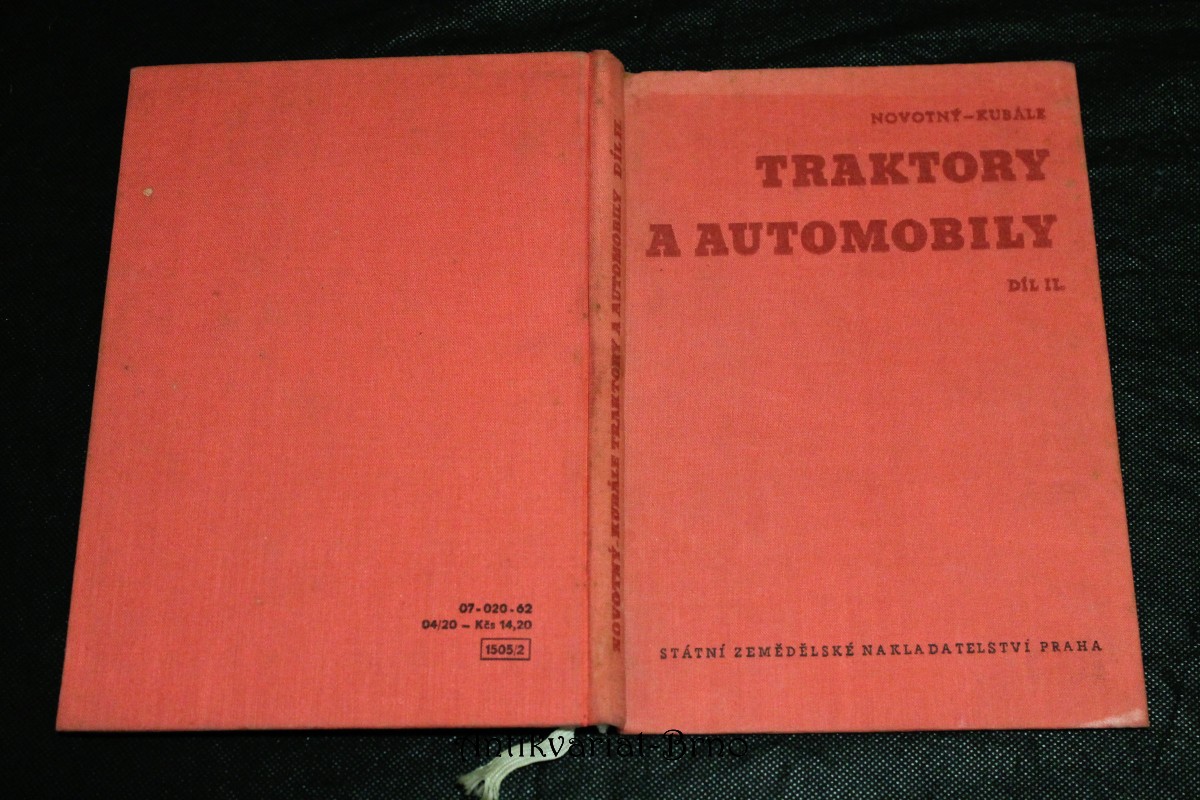 NOVOTNÝ-KUBÁLE
TRAKTORY
A AUTOMOBILY
DÍL II.
STÁTNÍ ZEMĚDĚLSKÉ NAKLADATELSTVÍ PRAHA
NOVOTNÝ-KUBÁLE TRAKTORY A AUTOMOBILY DÍL II.
07-020-62
04/20 - Kčs 14,20
1505/2
Antikvariat-Brno